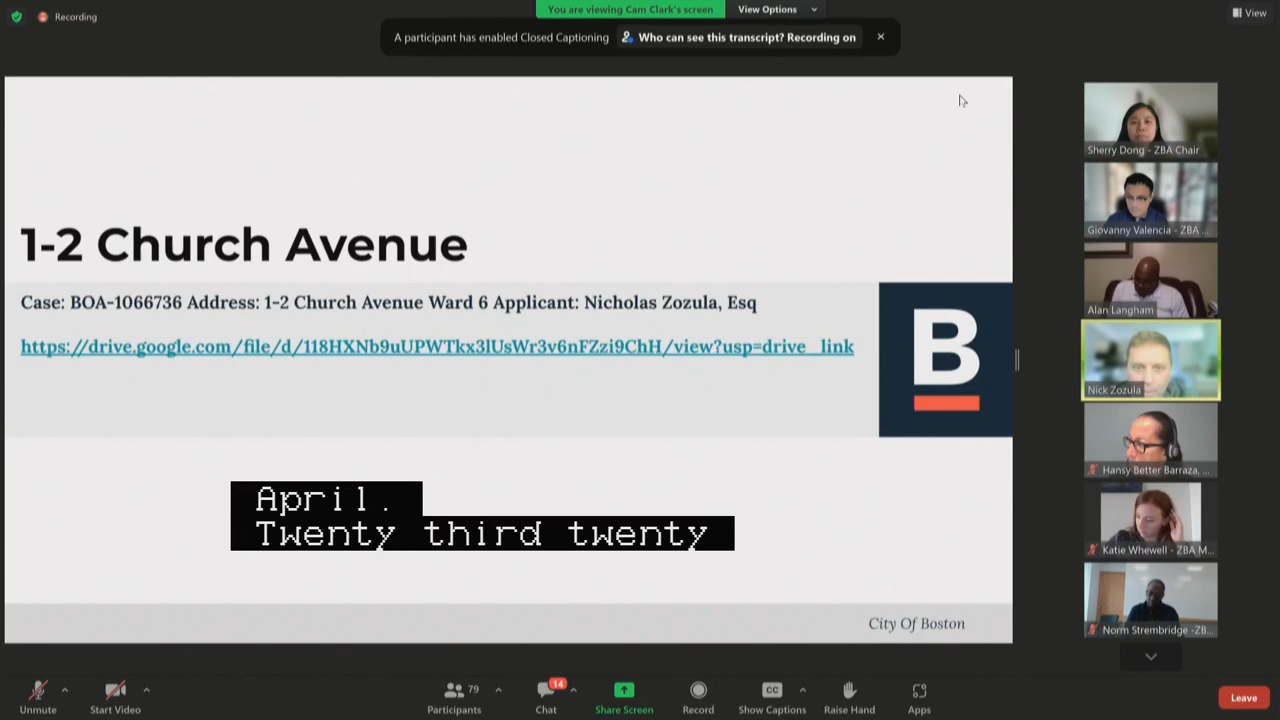 Recording
You are viewing Cam Clark's screen
View Options
View
A participant has enabled Closed Captioning
Who can see this transcript? Recording on
1-2 Church Avenue
Case: BOA-1066736 Address: 1-2 Church Avenue Ward 6 Applicant: Nicholas Zozula, Esq
https://drive.google.com/file/d/118HXNb9uUPWTkx3lUsWr3v6nFZzi9ChH/view?usp=drive_link
B
April.
Twenty third twenty
City Of Boston
Sherry Dong - ZBA Chair
Giovanny Valencia - ZBA ...
Alan Langham
Nick Zozula
Hansy Better Barraza, ...
Katie Whewell - ZBA M...
Norm Strembridge -ZB...
Unmute
Start Video
Participants
79
Chat
14
Share Screen
Record
CC
Show Captions
Raise Hand
Apps
Leave